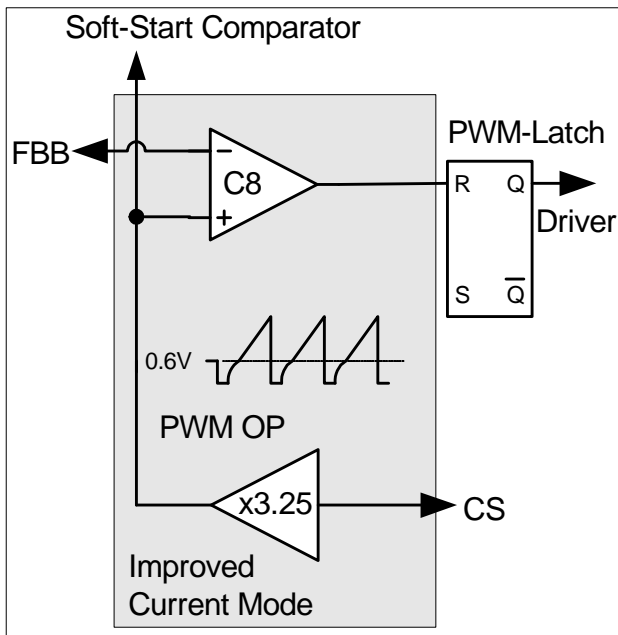 Soft-Start Comparator
FBB
PWM-Latch
−
C8
+
R
Q
Driver
S
Q̅
0.6V
PWM OP
x3.25
CS
Improved
Current Mode